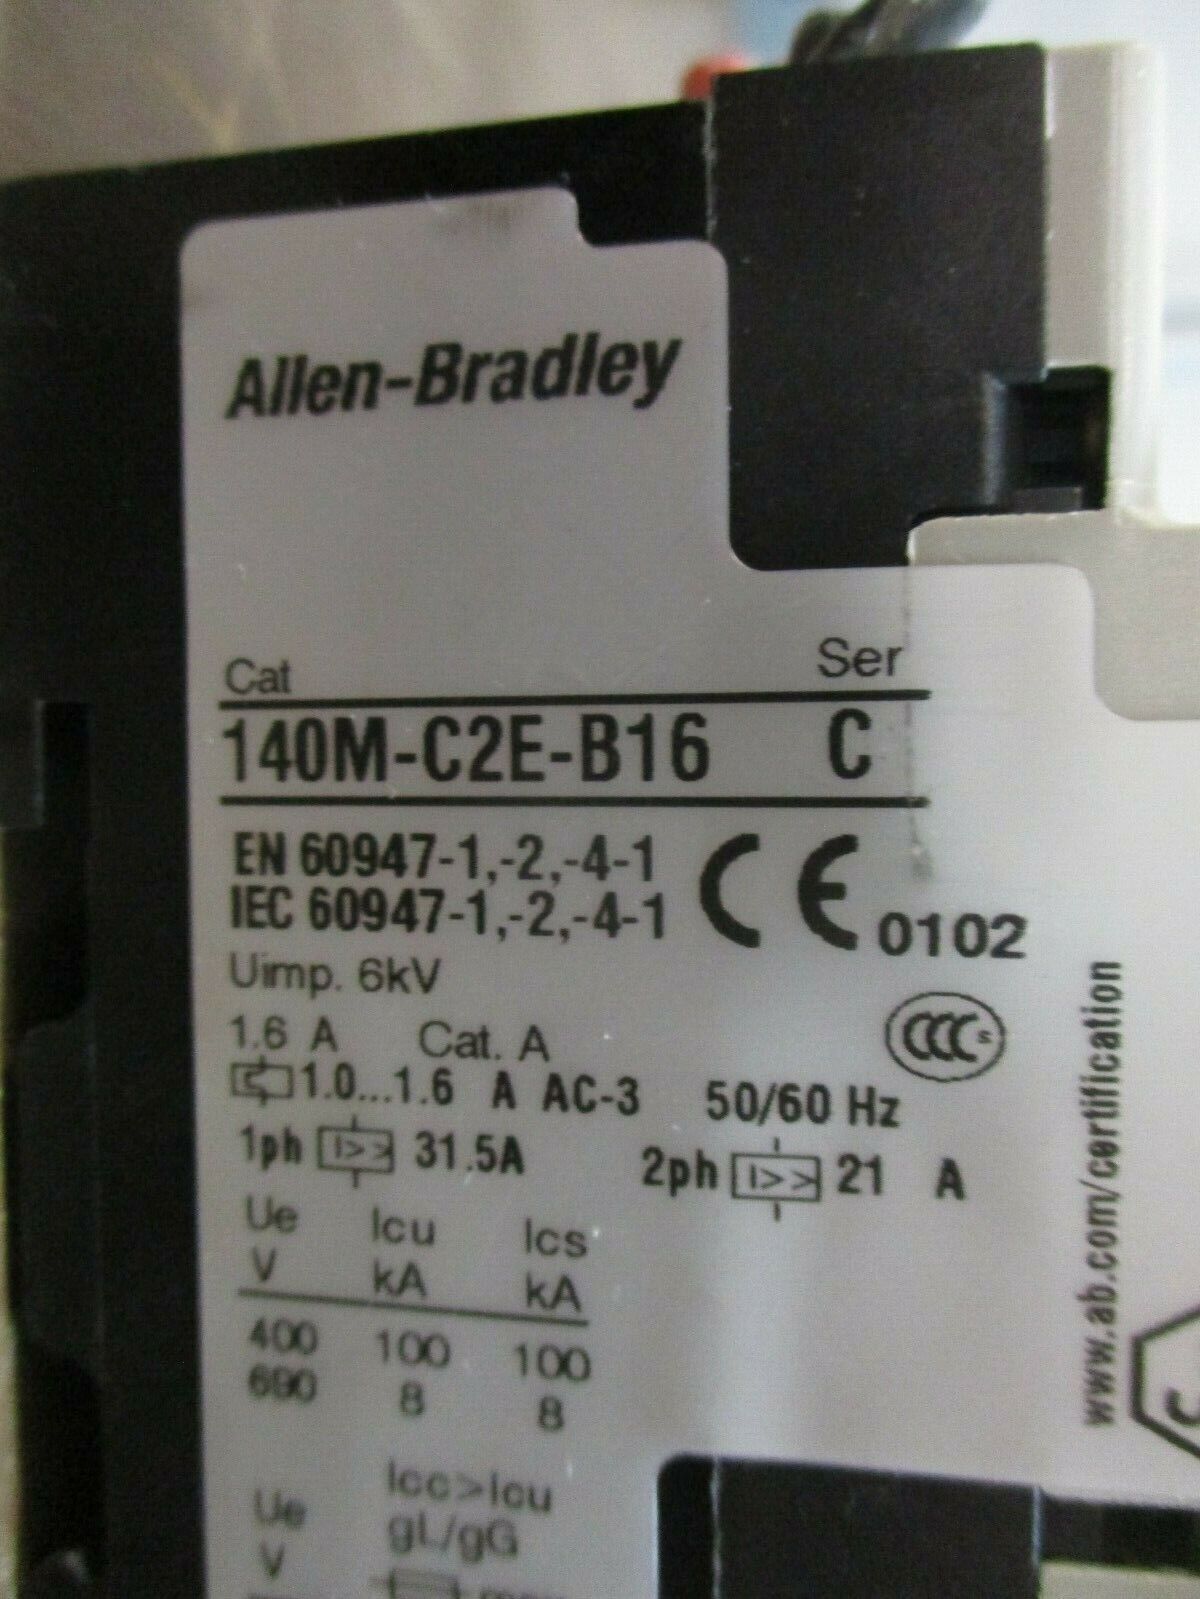 Allen-Bradley
Cat Ser
140M-C2E-B16 C
EN 60947-1,-2,-4-1
IEC 60947-1,-2,-4-1
CE 0102
Uimp. 6kV
CCC S
1.6 A Cat. A
1.0...1.6 A AC-3 50/60 Hz
1ph I>> 31.5A 2ph I>> 21 A
Ue Icu Ics
V kA kA
400 100 100
690 8 8
Icc>Icu
Ue gL/gG
V
www.ab.com/certification